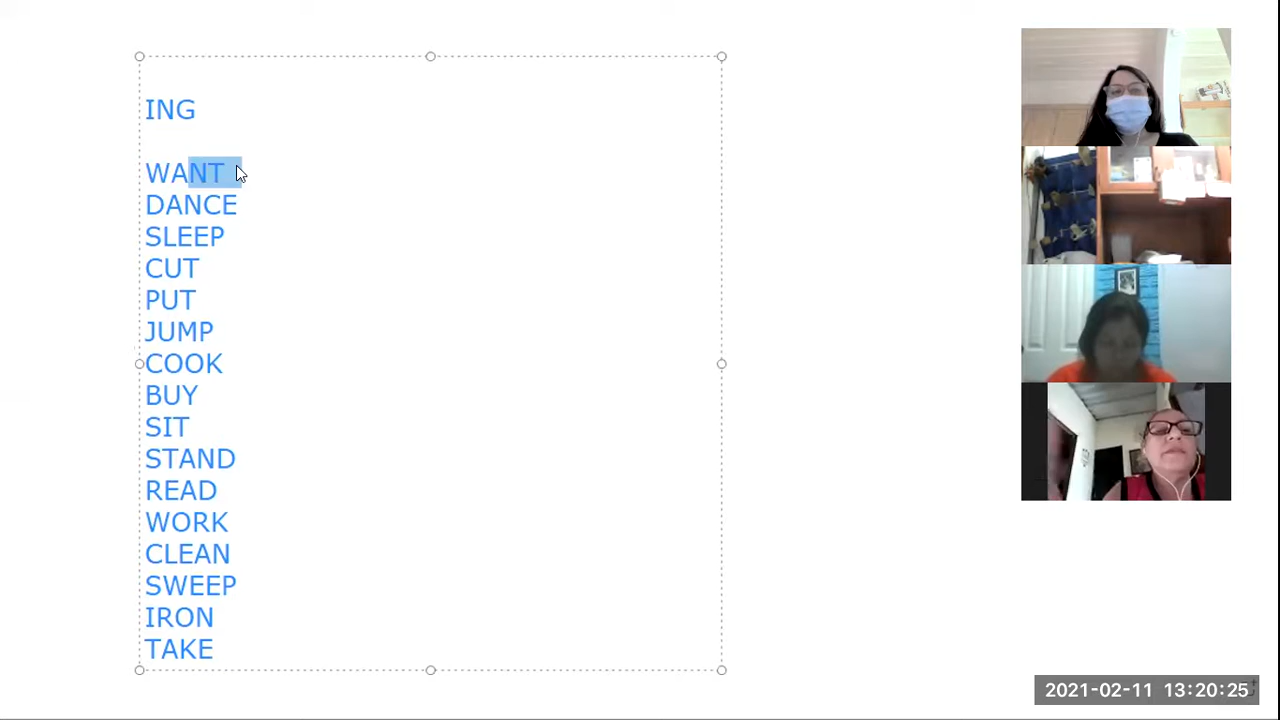 ING
WANT
DANCE
SLEEP
CUT
PUT
JUMP
COOK
BUY
SIT
STAND
READ
WORK
CLEAN
SWEEP
IRON
TAKE
2021-02-11 13:20:25